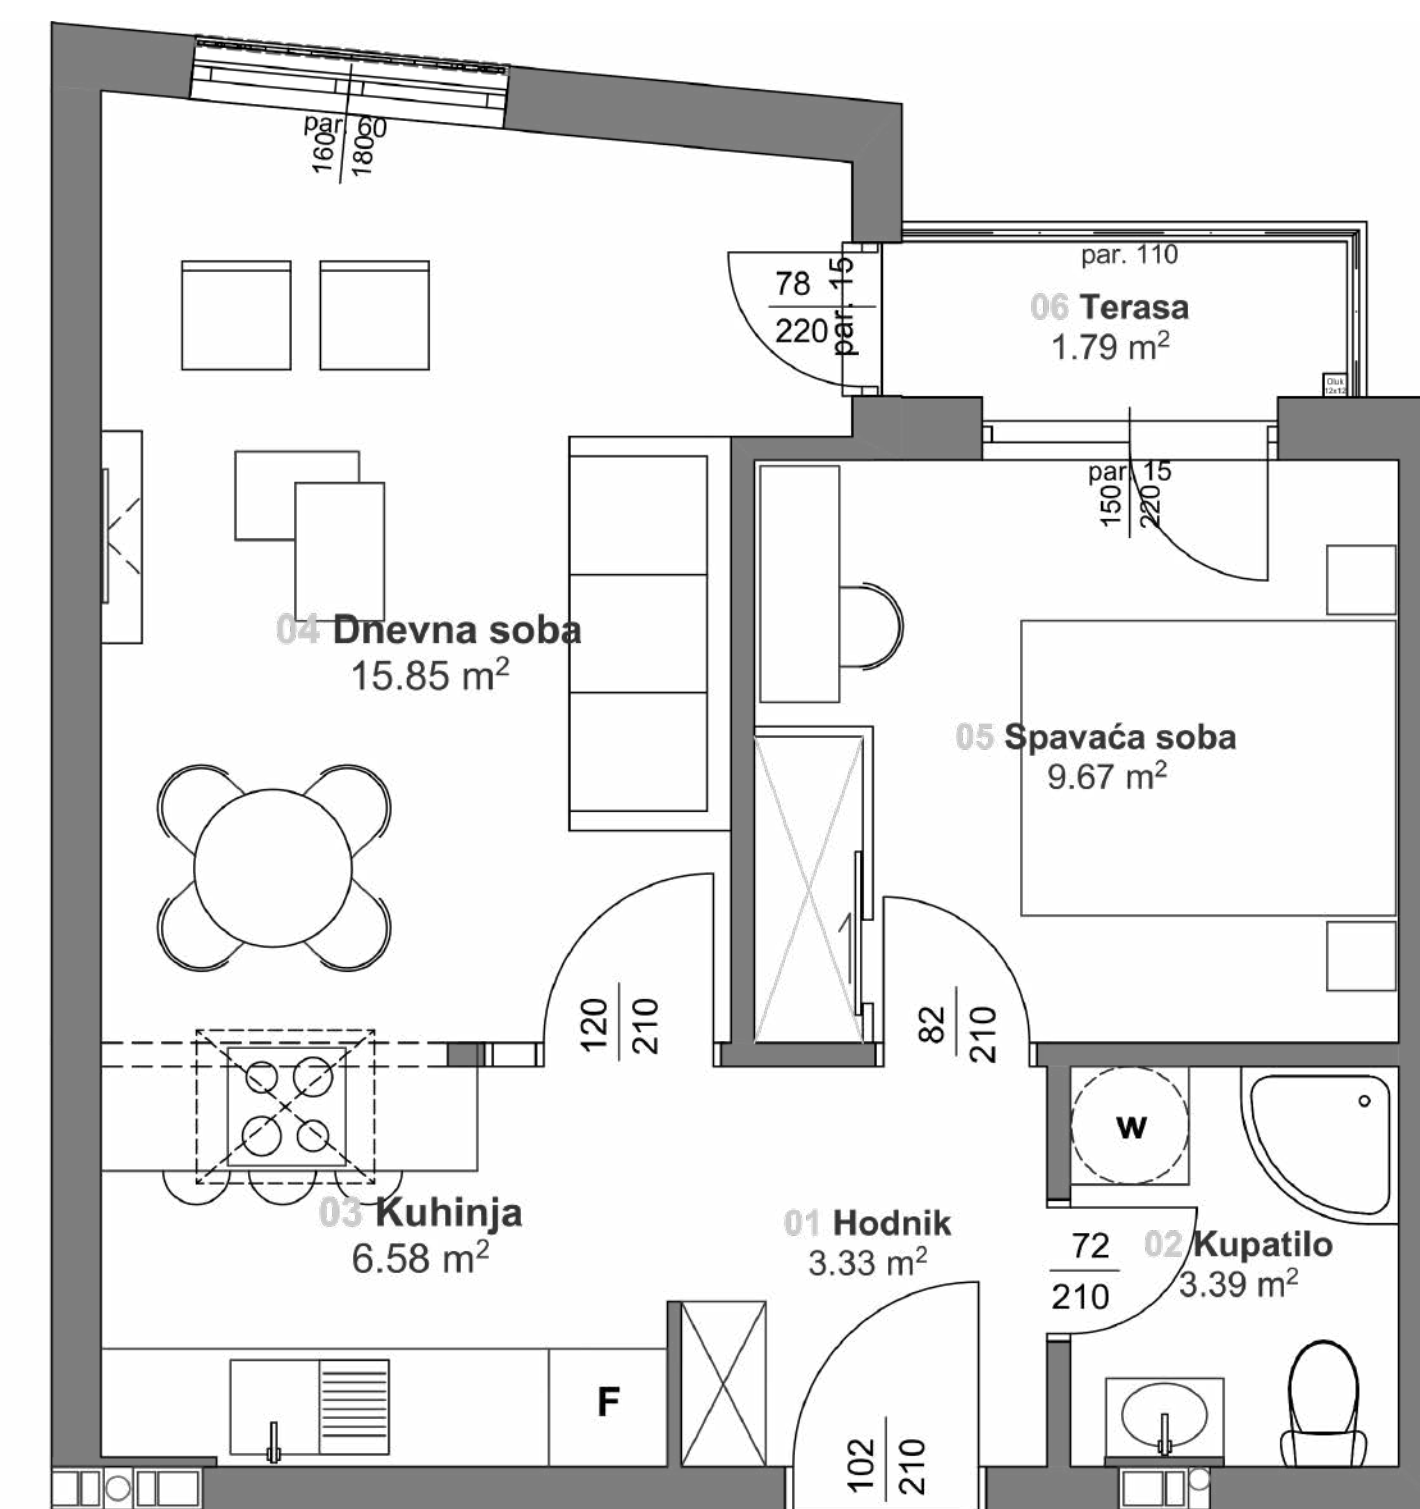 par. 60
160
180
78
220
par. 15
par. 110
06 Terasa
1.79 m²
Oluk
12x12
par. 15
150
220
04 Dnevna soba
15.85 m²
05 Spavaća soba
9.67 m²
120
210
82
210
W
03 Kuhinja
6.58 m²
01 Hodnik
3.33 m²
72
210
02 Kupatilo
3.39 m²
F
102
210